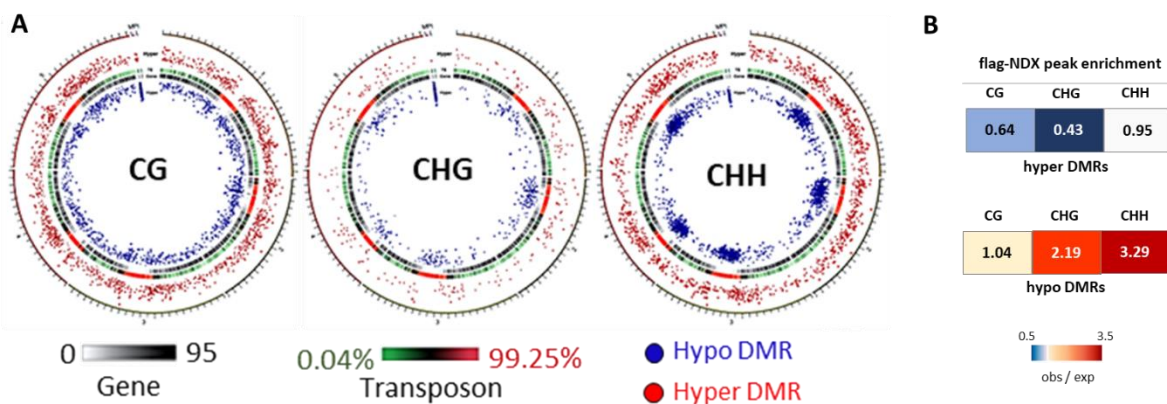 A
CG
CHG
CHH
0 95
Gene
0.04% 99.25%
Transposon
Hypo DMR
Hyper DMR
B
flag-NDX peak enrichment
CG CHG CHH
0.64 0.43 0.95
hyper DMRs
CG CHG CHH
1.04 2.19 3.29
hypo DMRs
0.5 3.5
obs / exp